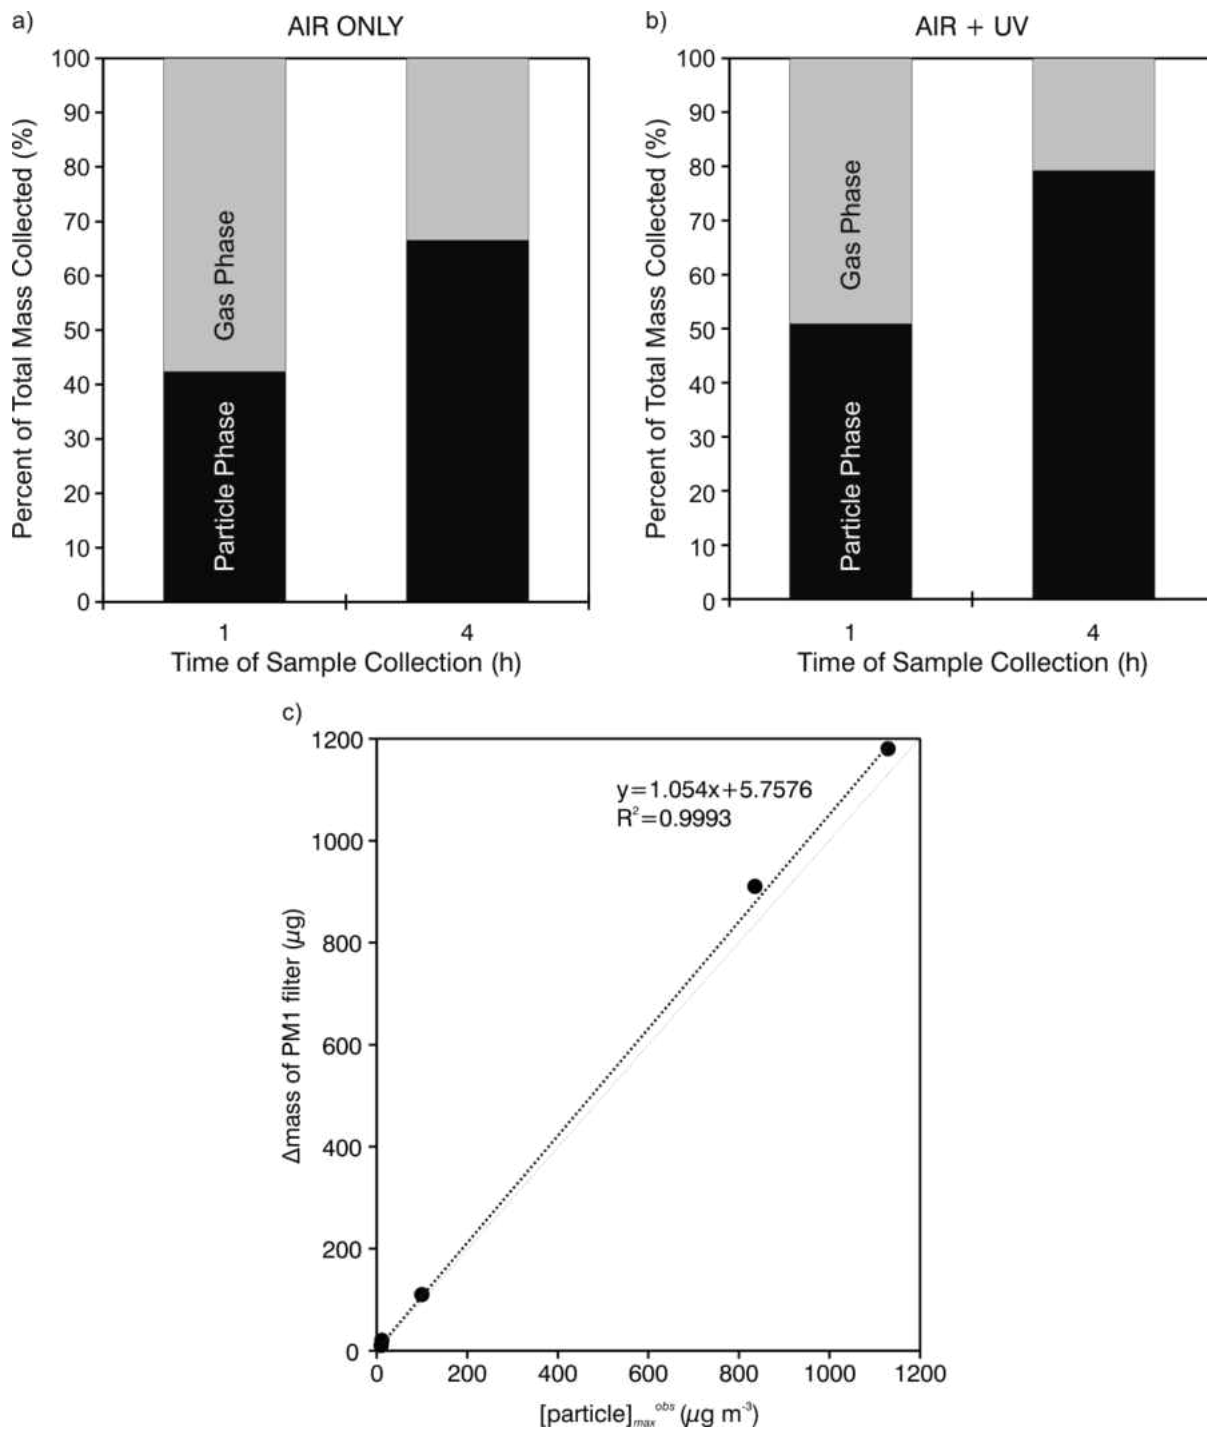 a)
AIR ONLY
Percent of Total Mass Collected (%)
100
90
80
70
60
50
40
30
20
10
0
Gas Phase
Particle Phase
1
4
Time of Sample Collection (h)
b)
AIR + UV
Percent of Total Mass Collected (%)
100
90
80
70
60
50
40
30
20
10
0
Gas Phase
Particle Phase
1
4
Time of Sample Collection (h)
c)
Δmass of PM1 filter (µg)
1200
1000
800
600
400
200
0
y=1.054x+5.7576
R²=0.9993
0
200
400
600
800
1000
1200
[particle]max obs (µg m-3)